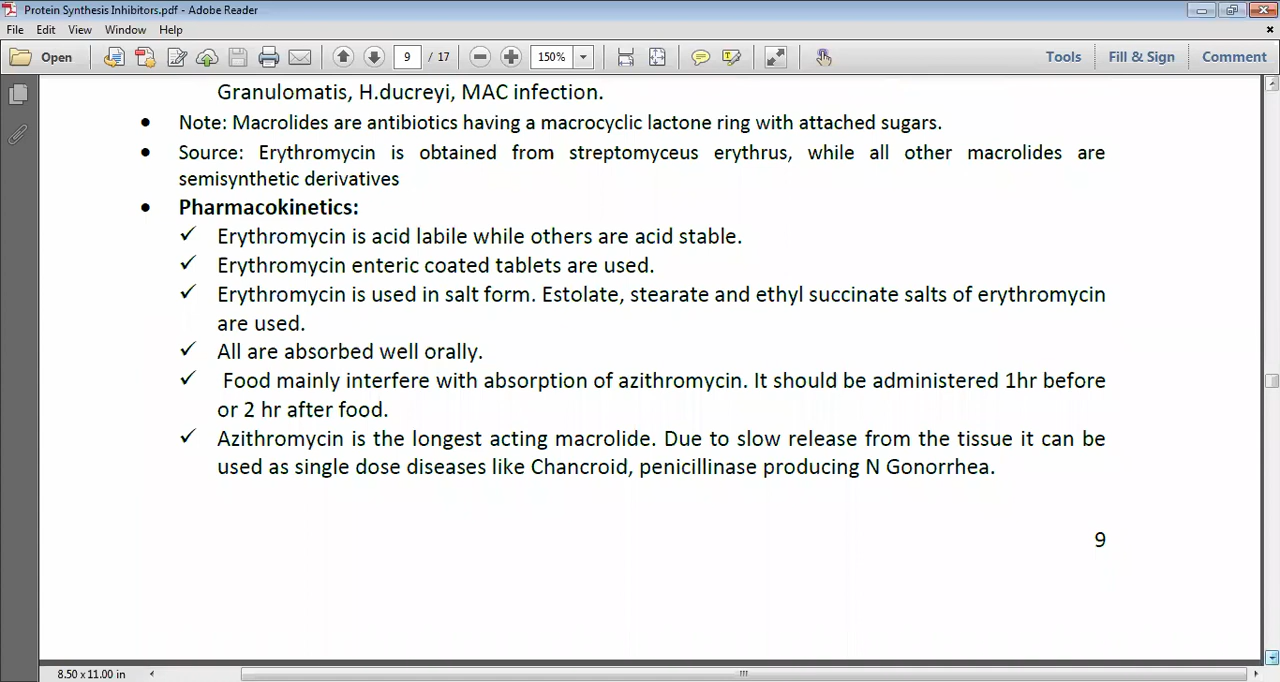 Protein Synthesis Inhibitors.pdf - Adobe Reader
File Edit View Window Help
Open 9 / 17 150% Tools Fill & Sign Comment
Granulomatis, H.ducreyi, MAC infection.
• Note: Macrolides are antibiotics having a macrocyclic lactone ring with attached sugars.
• Source: Erythromycin is obtained from streptomyceus erythrus, while all other macrolides are
semisynthetic derivatives
• Pharmacokinetics:
✓ Erythromycin is acid labile while others are acid stable.
✓ Erythromycin enteric coated tablets are used.
✓ Erythromycin is used in salt form. Estolate, stearate and ethyl succinate salts of erythromycin
are used.
✓ All are absorbed well orally.
✓ Food mainly interfere with absorption of azithromycin. It should be administered 1hr before
or 2 hr after food.
✓ Azithromycin is the longest acting macrolide. Due to slow release from the tissue it can be
used as single dose diseases like Chancroid, penicillinase producing N Gonorrhea.
9
8.50 x 11.00 in